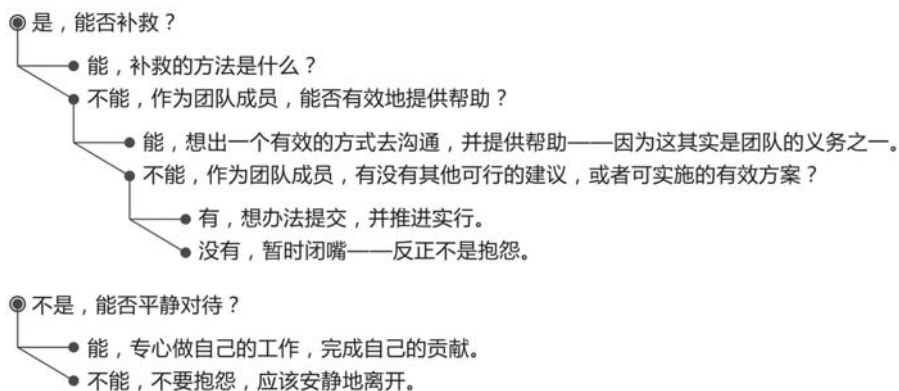 是，能否补救？
能，补救的方法是什么？
不能，作为团队成员，能否有效地提供帮助？
能，想出一个有效的方式去沟通，并提供帮助——因为这其实是团队的义务之一。
不能，作为团队成员，有没有其他可行的建议，或者可实施的有效方案？
有，想办法提交，并推进实行。
没有，暂时闭嘴——反正不是抱怨。
不是，能否平静对待？
能，专心做自己的工作，完成自己的贡献。
不能，不要抱怨，应该安静地离开。